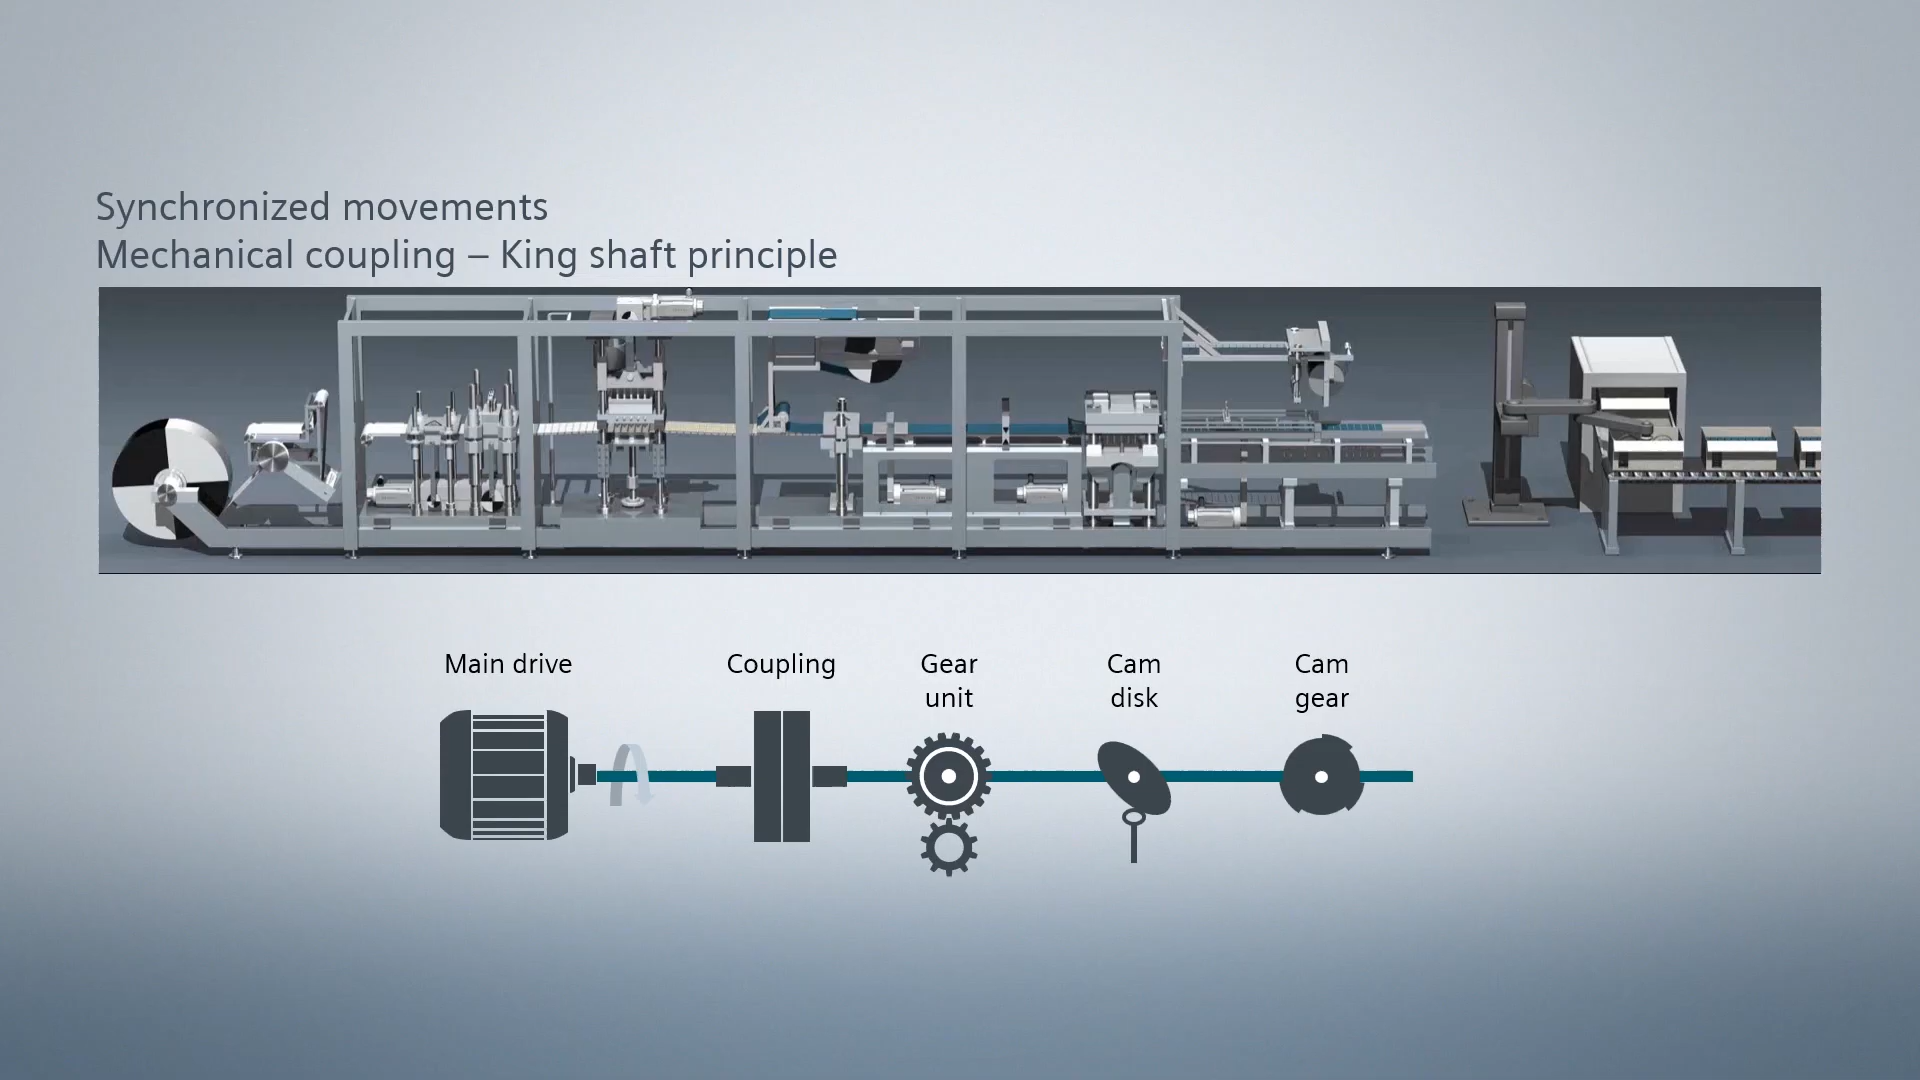 Synchronized movements
Mechanical coupling – King shaft principle
Main drive
Coupling
Gear
unit
Cam
disk
Cam
gear